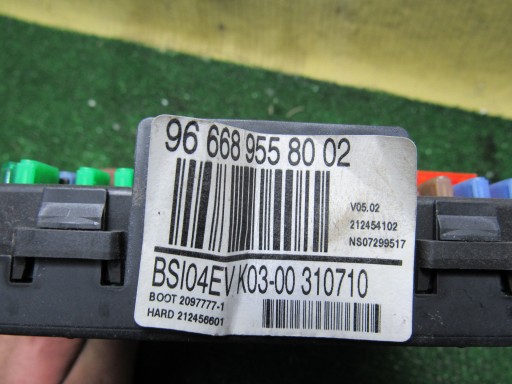 96 668 955 80 02
V05.02
212454102
NS07299517
BSI04EV K03-00 310710
BOOT 2097777-1
HARD 212456601